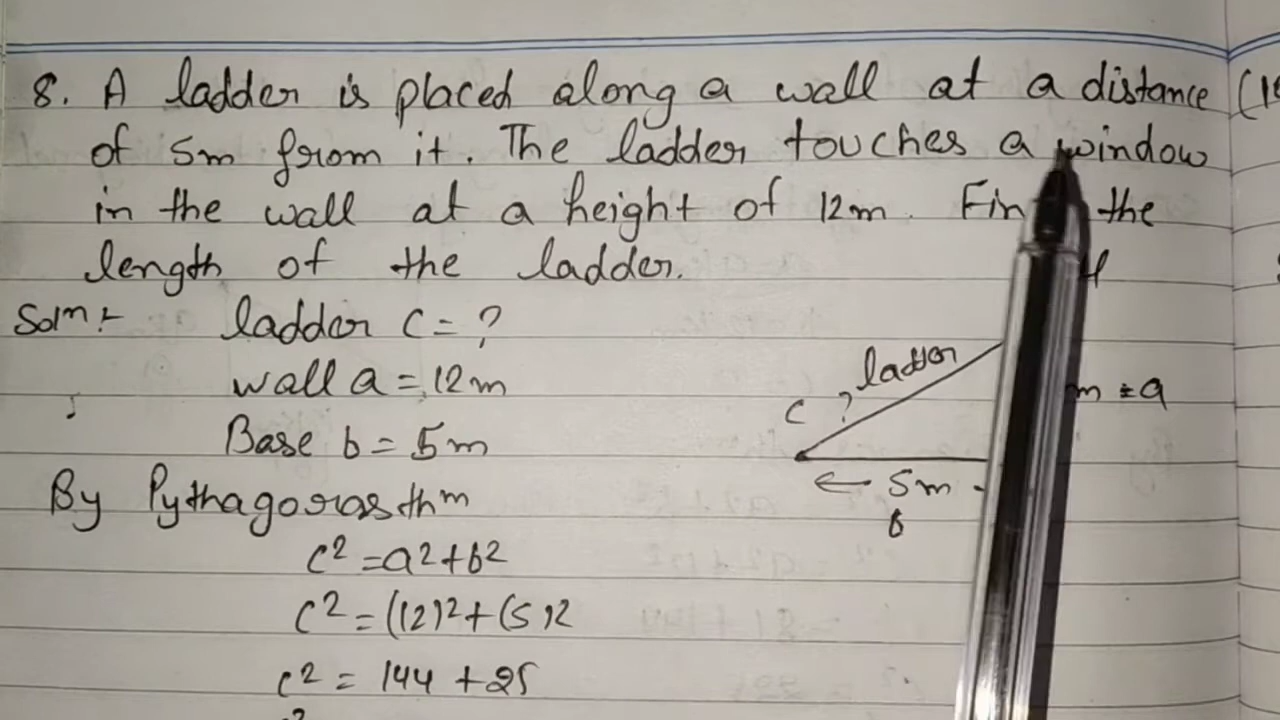 8. A ladder is placed along a wall at a distance
of 5m from it. The ladder touches a window
in the wall at a height of 12m. Find the
length of the ladder.
Solⁿ:- ladder c = ?
wall a = 12m
Base b = 5m
By Pythagoras thᵐ
c² = a² + b²
c² = (12)² + (5)²
c² = 144 + 25
ladder
c ?
m = a
← 5m
b